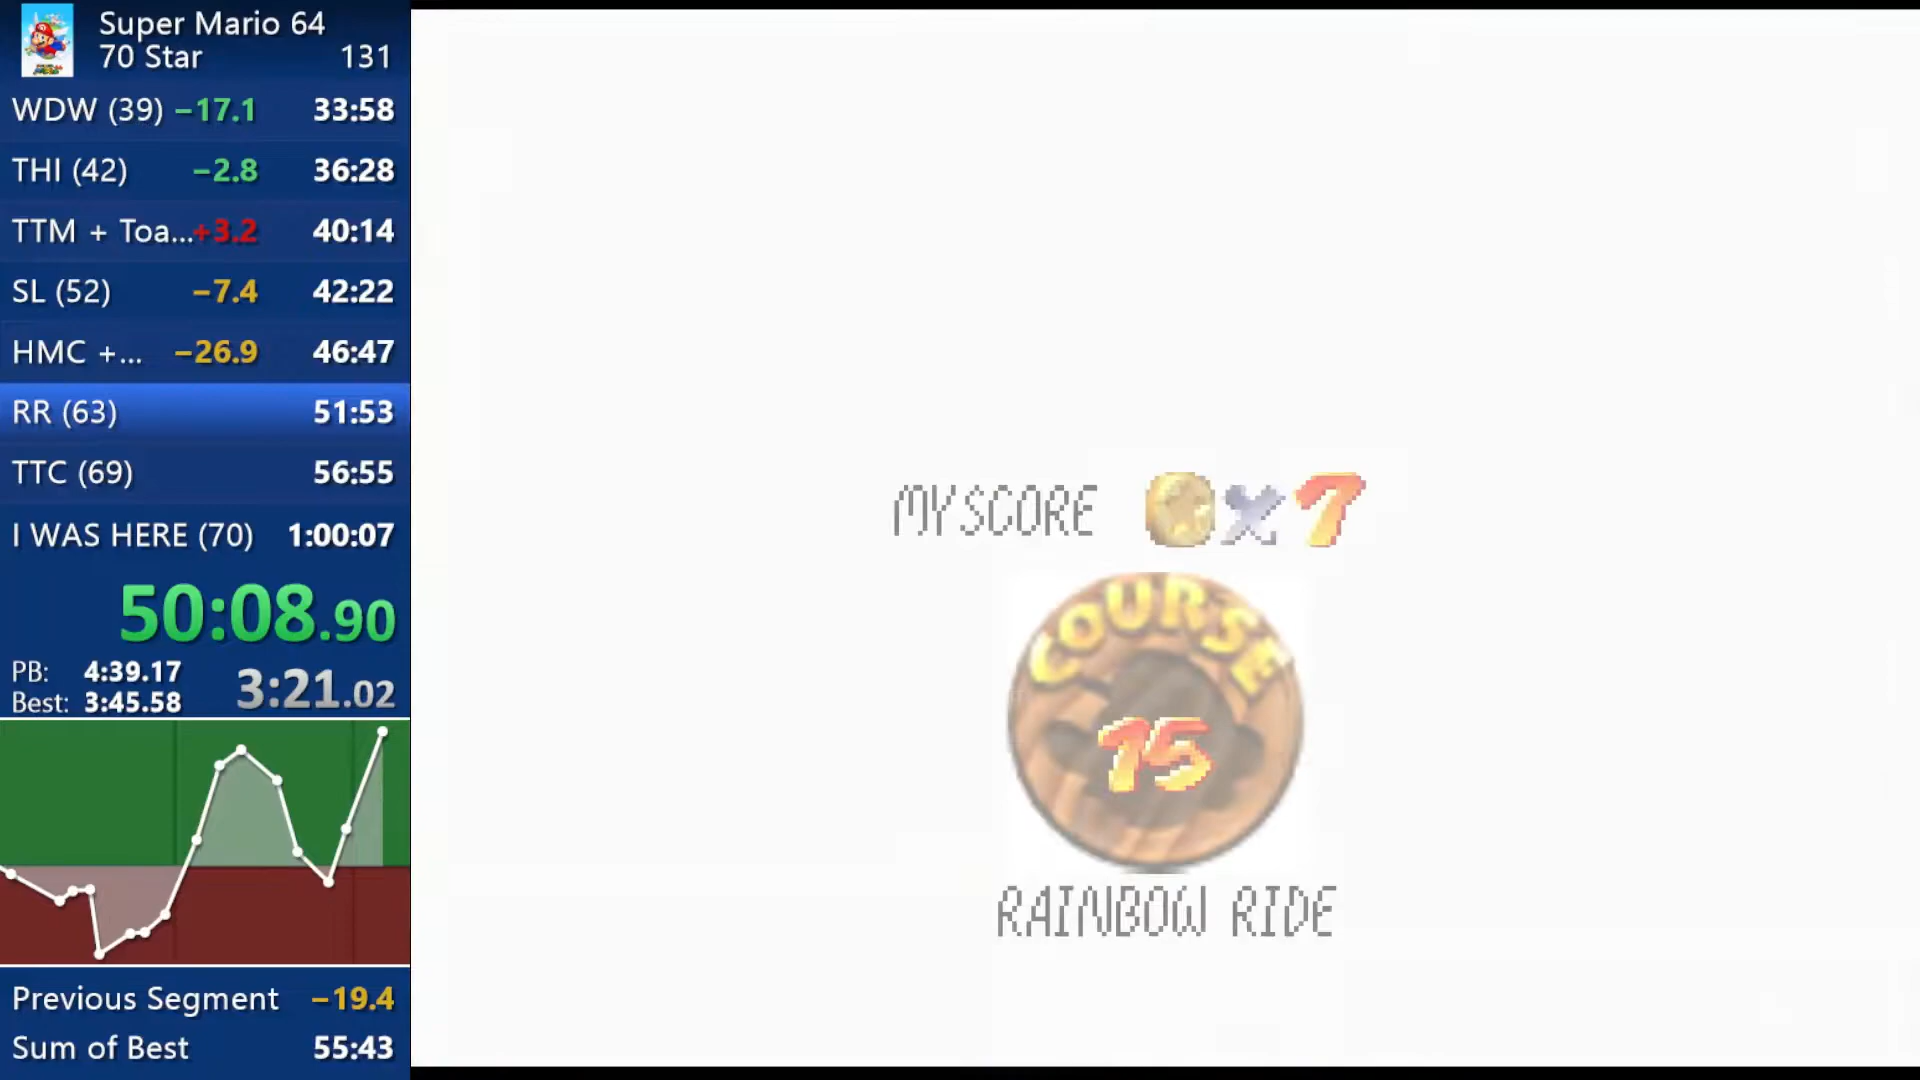 Super Mario 64
70 Star 131
WDW (39) −17.1 33:58
THI (42) −2.8 36:28
TTM + Toa... +3.2 40:14
SL (52) −7.4 42:22
HMC +... −26.9 46:47
RR (63) 51:53
TTC (69) 56:55
I WAS HERE (70) 1:00:07
50:08.90
PB: 4:39.17
Best: 3:45.58
3:21.02
Previous Segment −19.4
Sum of Best 55:43
MY SCORE × 7
COURSE
15
RAINBOW RIDE